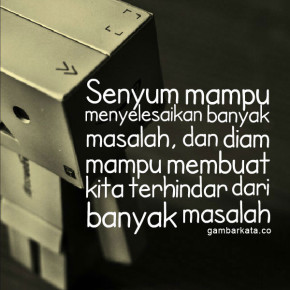 Senyum mampu
menyelesaikan banyak
masalah, dan diam
mampu membuat
kita terhindar dari
banyak masalah
gambarkata.co